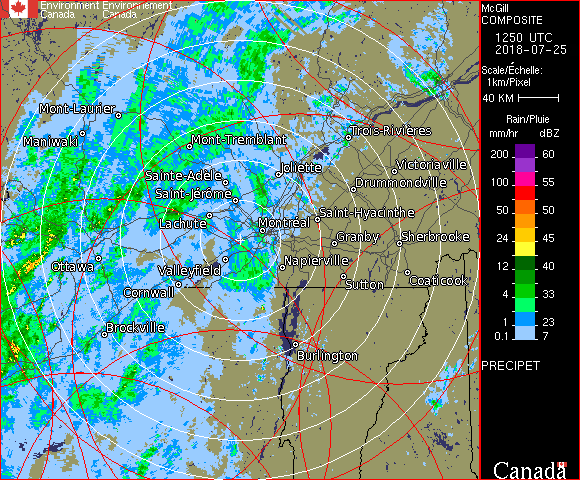 Environment Environnement
Canada Canada
McGill
COMPOSITE
1250 UTC
2018-07-25
Scale/Échelle:
1km/Pixel
40 KM
Rain/Pluie
mm/hr dBZ
200 60
100 55
50 50
50 45
24 45
12 40
4 33
1 23
0.1 7
PRECIPET
Canada
Mont-Laurier
Maniwaki
Mont-Tremblant
Trois-Rivières
Joliette
Victoriaville
Sainte-Adèle
Drummondville
Saint-Jérôme
Lachute
Saint-Hyacinthe
Montréal
Granby
Sherbrooke
Ottawa
Valleyfield
Napierville
Sutton
Coaticook
Cornwall
Brockville
Burlington